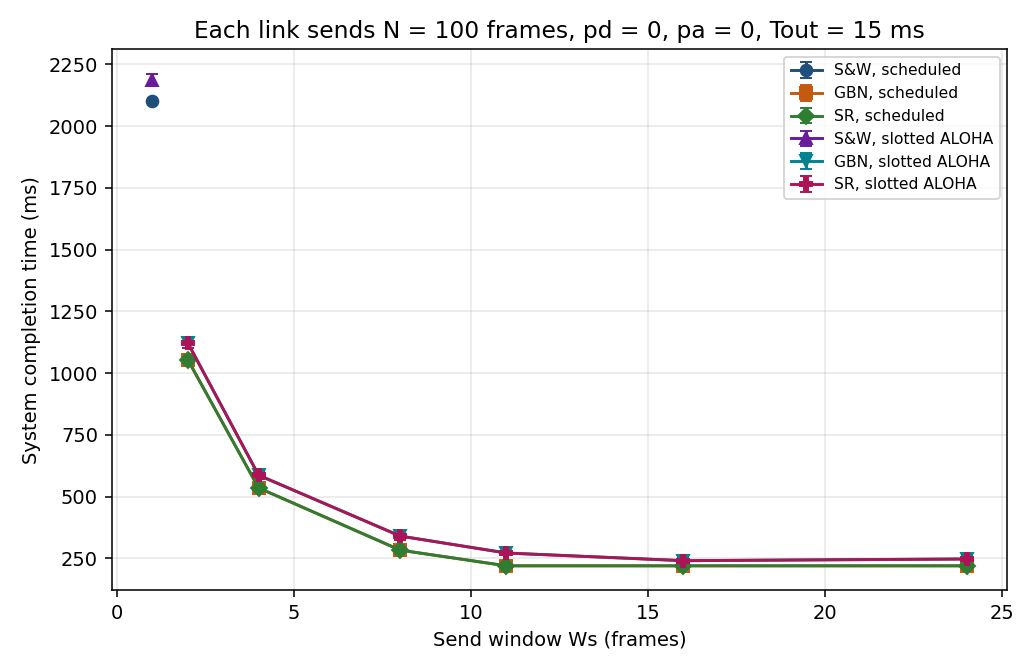 Each link sends N = 100 frames, pd = 0, pa = 0, Tout = 15 ms
System completion time (ms)
2250
2000
1750
1500
1250
1000
750
500
250
S&W, scheduled
GBN, scheduled
SR, scheduled
S&W, slotted ALOHA
GBN, slotted ALOHA
SR, slotted ALOHA
0 5 10 15 20 25
Send window Ws (frames)